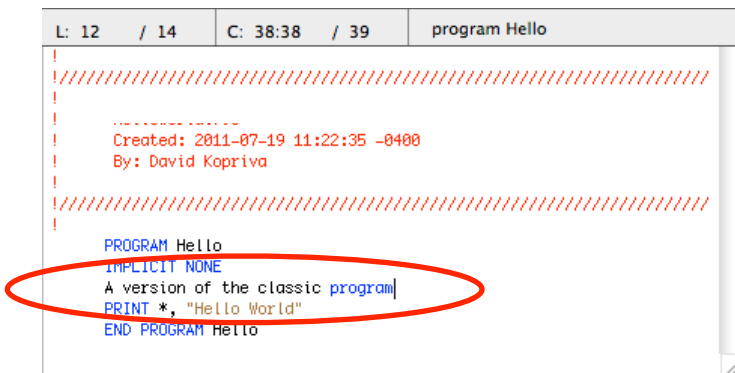 L: 12 / 14 C: 38:38 / 39 program Hello
!
!//////////////////////////////////////////////////////////////////////////
!
!
! Created: 2011-07-19 11:22:35 -0400
! By: David Kopriva
!
!//////////////////////////////////////////////////////////////////////////
!
PROGRAM Hello
IMPLICIT NONE
A version of the classic program
PRINT *, "Hello World"
END PROGRAM Hello